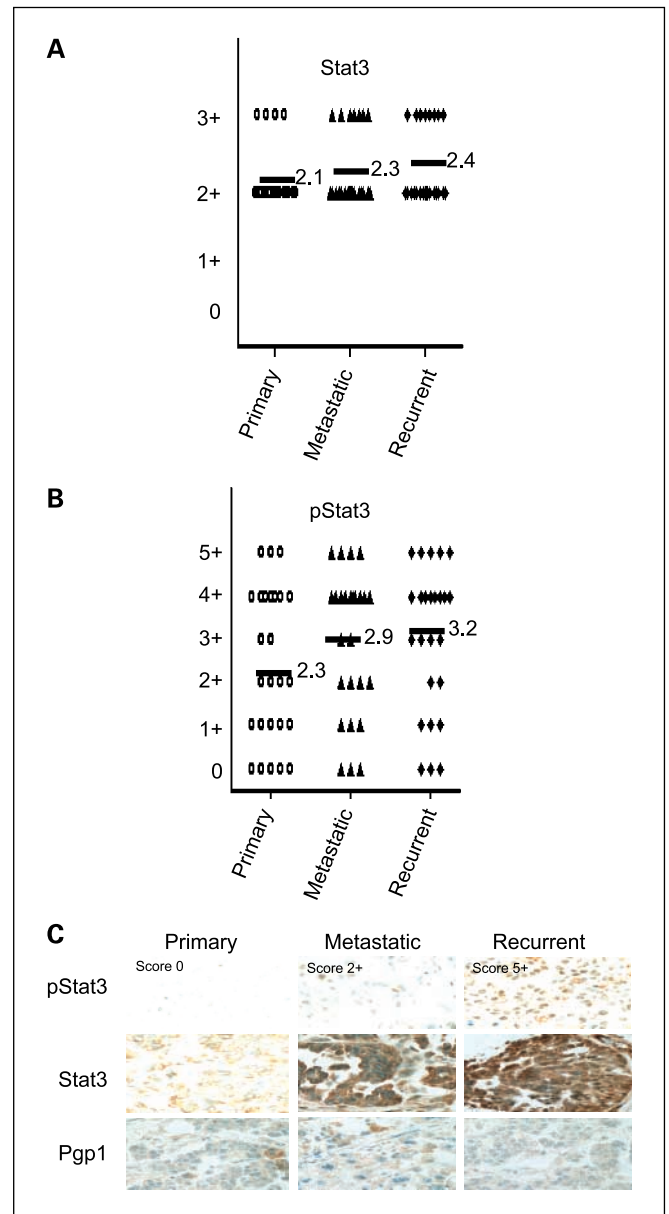 A
Stat3
3+
2.4
2.3
2.1
2+
1+
0
Primary
Metastatic
Recurrent
B
pStat3
5+
4+
3.2
3+
2.9
2.3
2+
1+
0
Primary
Metastatic
Recurrent
C
Primary Metastatic Recurrent
Score 0 Score 2+ Score 5+
pStat3
Stat3
Pgp1